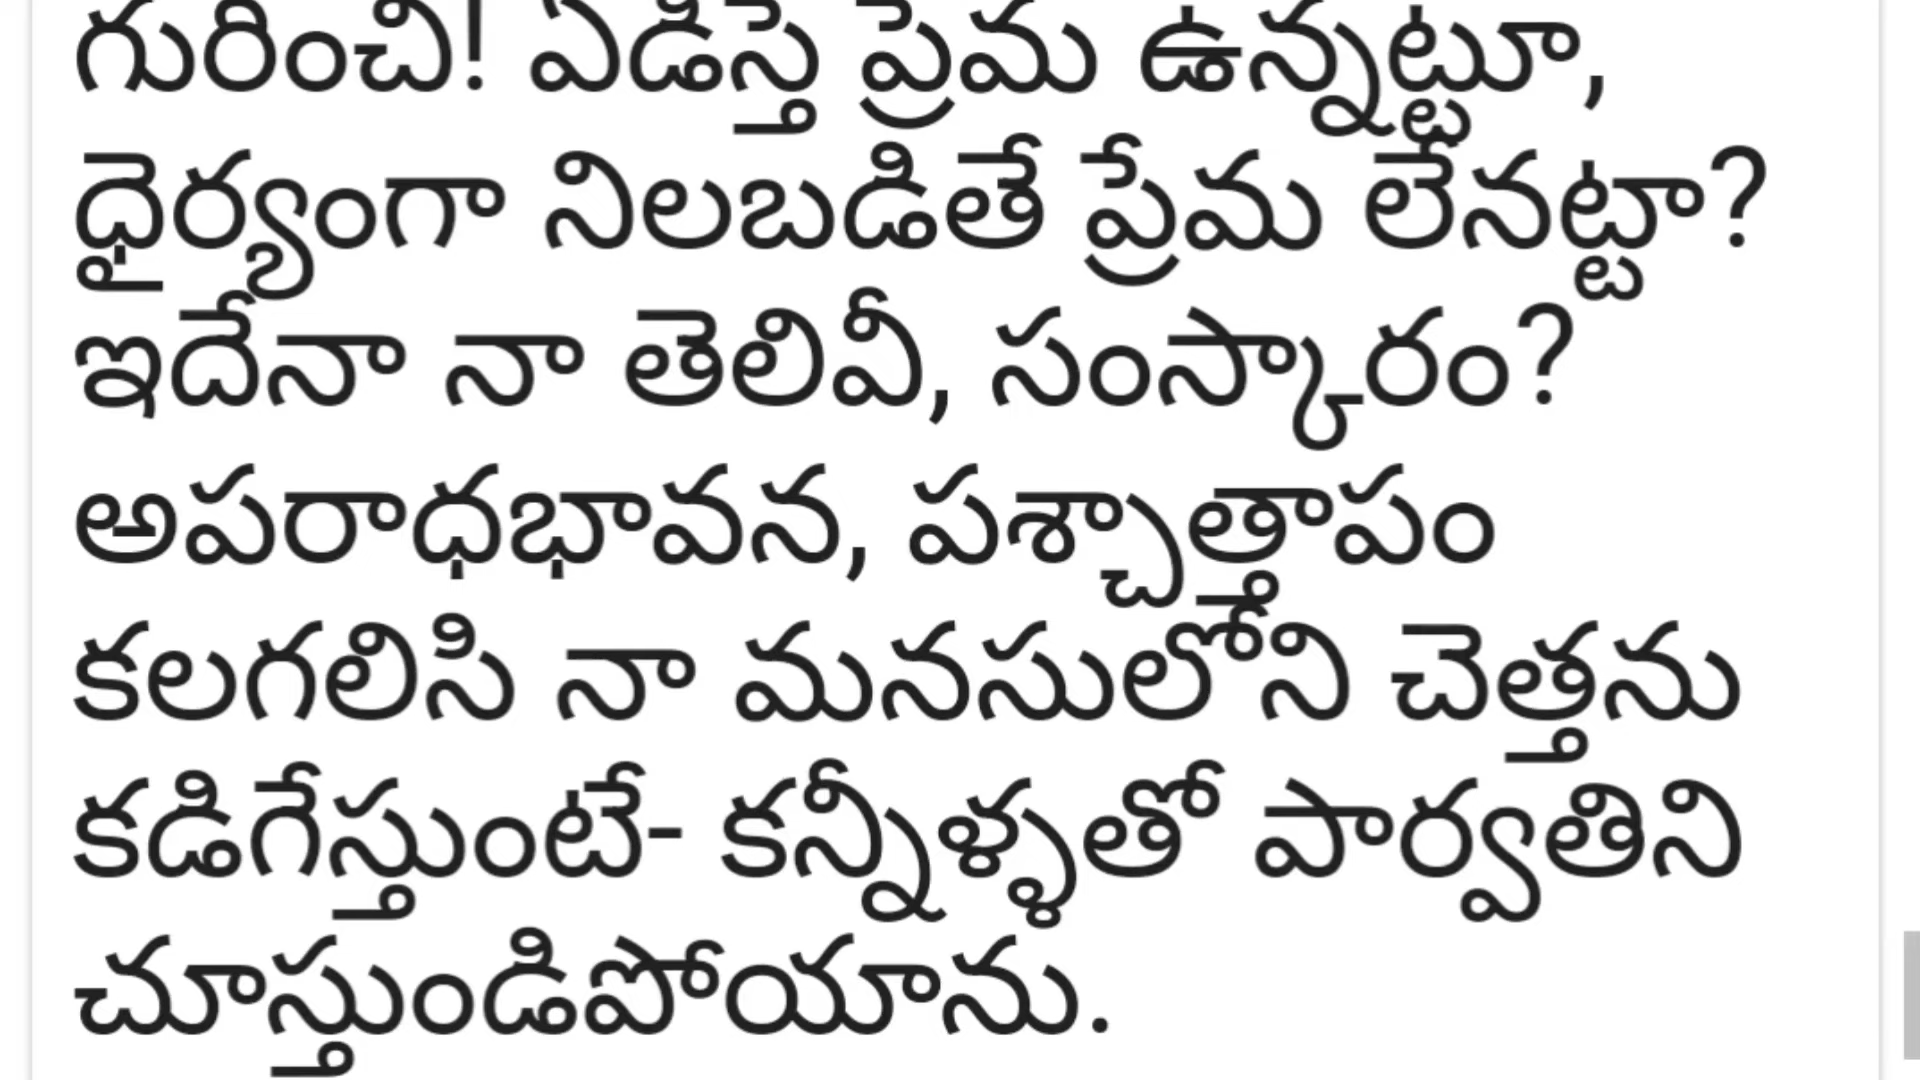 గురించి! ఏడిస్తే ప్రేమ ఉన్నట్టూ,
ధైర్యంగా నిలబడితే ప్రేమ లేనట్టా?
ఇదేనా నా తెలివీ, సంస్కారం?
అపరాధభావన, పశ్చాత్తాపం
కలగలిసి నా మనసులోని చెత్తను
కడిగేస్తుంటే- కన్నీళ్ళతో పార్వతిని
చూస్తుండిపోయాను.